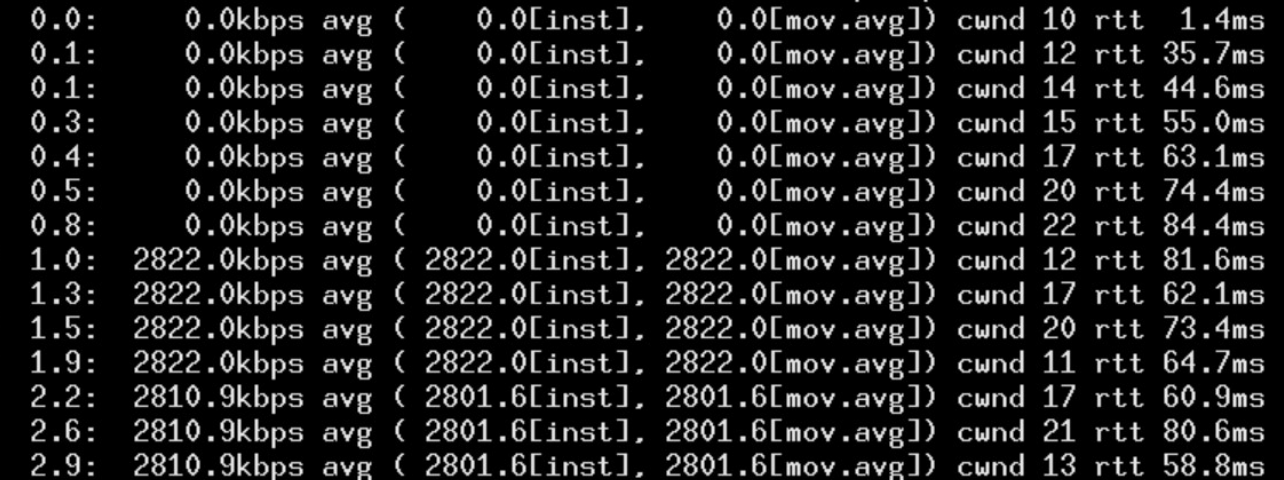 0.0: 0.0kbps avg ( 0.0[inst], 0.0[mov.avg]) cwnd 10 rtt 1.4ms
0.1: 0.0kbps avg ( 0.0[inst], 0.0[mov.avg]) cwnd 12 rtt 35.7ms
0.1: 0.0kbps avg ( 0.0[inst], 0.0[mov.avg]) cwnd 14 rtt 44.6ms
0.3: 0.0kbps avg ( 0.0[inst], 0.0[mov.avg]) cwnd 15 rtt 55.0ms
0.4: 0.0kbps avg ( 0.0[inst], 0.0[mov.avg]) cwnd 17 rtt 63.1ms
0.5: 0.0kbps avg ( 0.0[inst], 0.0[mov.avg]) cwnd 20 rtt 74.4ms
0.8: 0.0kbps avg ( 0.0[inst], 0.0[mov.avg]) cwnd 22 rtt 84.4ms
1.0: 2822.0kbps avg ( 2822.0[inst], 2822.0[mov.avg]) cwnd 12 rtt 81.6ms
1.3: 2822.0kbps avg ( 2822.0[inst], 2822.0[mov.avg]) cwnd 17 rtt 62.1ms
1.5: 2822.0kbps avg ( 2822.0[inst], 2822.0[mov.avg]) cwnd 20 rtt 73.4ms
1.9: 2822.0kbps avg ( 2822.0[inst], 2822.0[mov.avg]) cwnd 11 rtt 64.7ms
2.2: 2810.9kbps avg ( 2801.6[inst], 2801.6[mov.avg]) cwnd 17 rtt 60.9ms
2.6: 2810.9kbps avg ( 2801.6[inst], 2801.6[mov.avg]) cwnd 21 rtt 80.6ms
2.9: 2810.9kbps avg ( 2801.6[inst], 2801.6[mov.avg]) cwnd 13 rtt 58.8ms